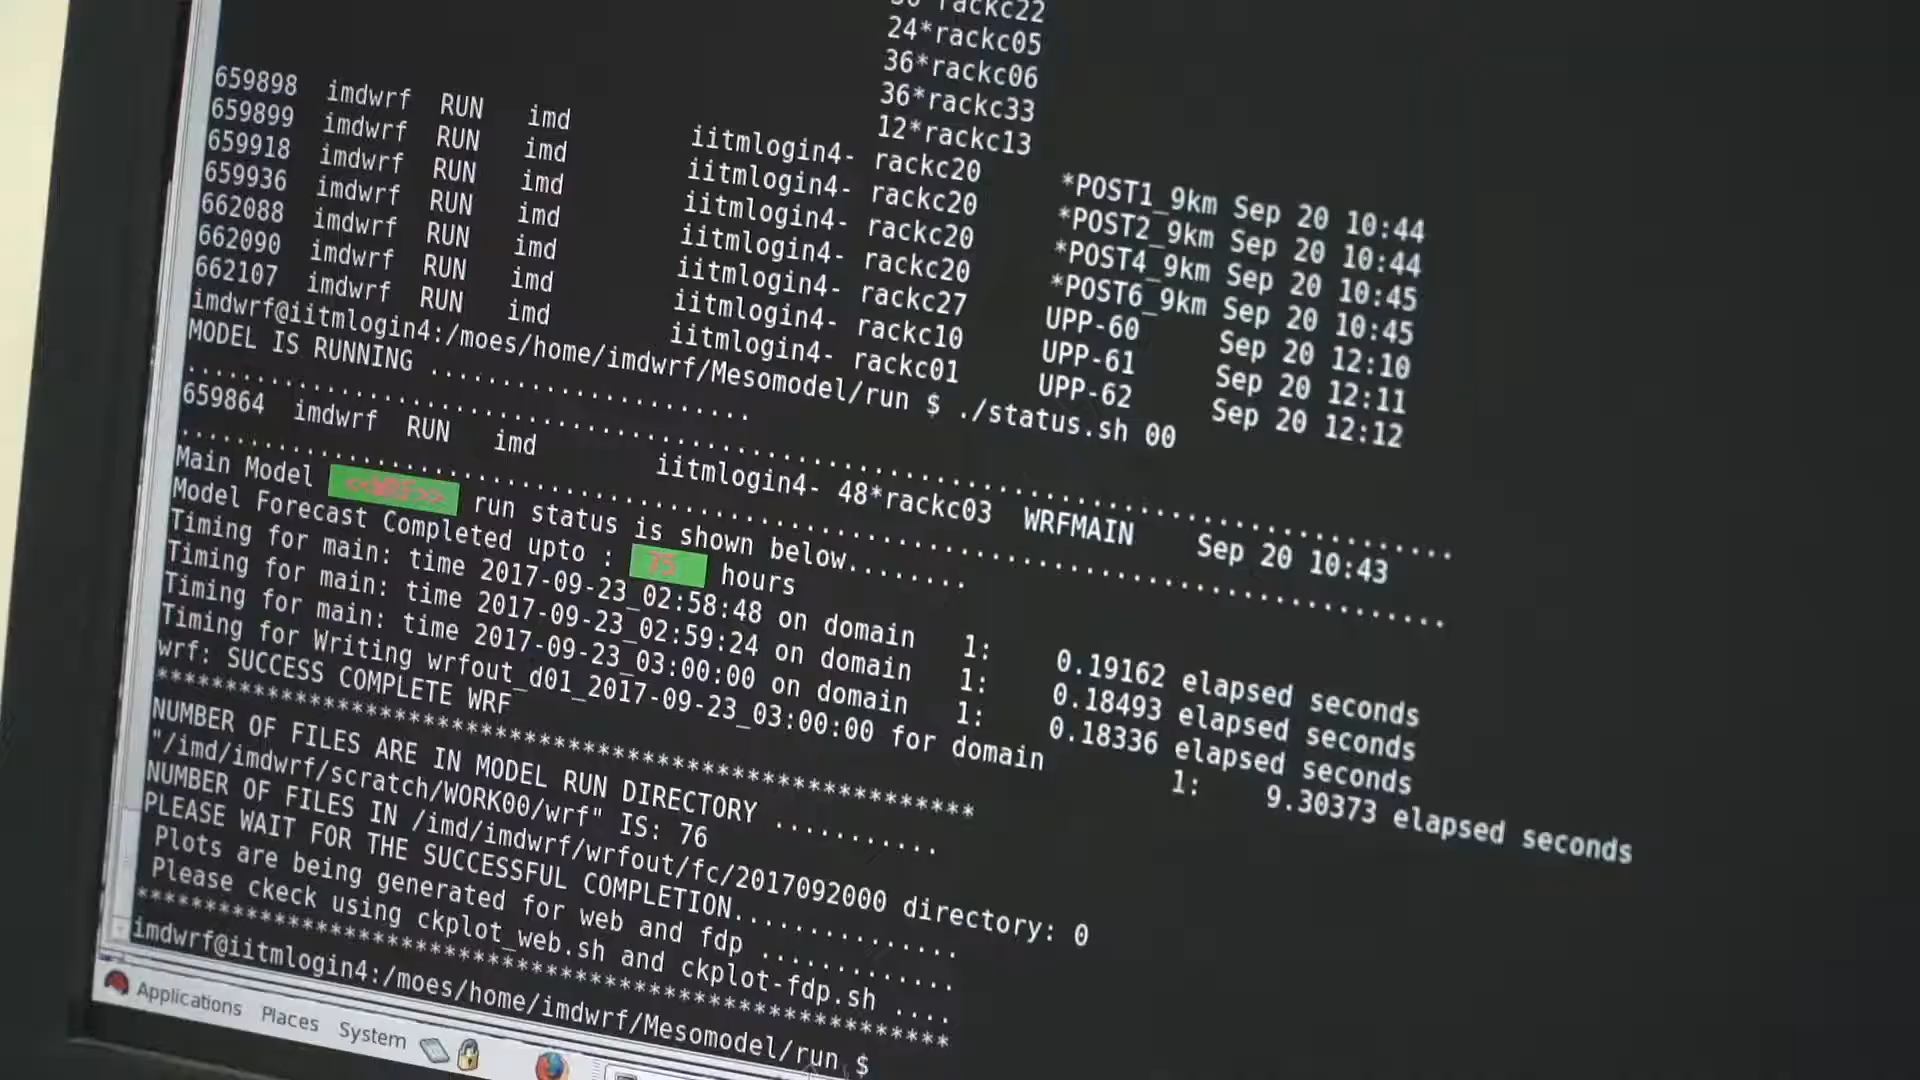 rackc22
24*rackc05
36*rackc06
36*rackc33
12*rackc13
659898 imdwrf RUN imd iitmlogin4- rackc20 *POST1_9km Sep 20 10:44
659899 imdwrf RUN imd iitmlogin4- rackc20 *POST2_9km Sep 20 10:44
659918 imdwrf RUN imd iitmlogin4- rackc20 *POST4_9km Sep 20 10:45
659936 imdwrf RUN imd iitmlogin4- rackc20 *POST6_9km Sep 20 10:45
662088 imdwrf RUN imd iitmlogin4- rackc27 UPP-60 Sep 20 12:10
662090 imdwrf RUN imd iitmlogin4- rackc10 UPP-61 Sep 20 12:11
662107 imdwrf RUN imd iitmlogin4- rackc01 UPP-62 Sep 20 12:12
imdwrf@iitmlogin4:/moes/home/imdwrf/Mesomodel/run $ ./status.sh 00
MODEL IS RUNNING .......................
..........................................................................................
659864 imdwrf RUN imd iitmlogin4- 48*rackc03 WRFMAIN Sep 20 10:43
..........................................................................................
Main Model <<WRF>> run status is shown below........
Model Forecast Completed upto : 75 hours
Timing for main: time 2017-09-23_02:58:48 on domain 1: 0.19162 elapsed seconds
Timing for main: time 2017-09-23_02:59:24 on domain 1: 0.18493 elapsed seconds
Timing for main: time 2017-09-23_03:00:00 on domain 1: 0.18336 elapsed seconds
Timing for Writing wrfout_d01_2017-09-23_03:00:00 for domain 1: 9.30373 elapsed seconds
wrf: SUCCESS COMPLETE WRF
***********************************************************
NUMBER OF FILES ARE IN MODEL RUN DIRECTORY ............
"/imd/imdwrf/scratch/WORK00/wrf" IS: 76
NUMBER OF FILES IN /imd/imdwrf/wrfout/fc/2017092000 directory: 0
PLEASE WAIT FOR THE SUCCESSFUL COMPLETION................
Plots are being generated for web and fdp ..............
Please ckeck using ckplot_web.sh and ckplot-fdp.sh ....
***********************************************************
imdwrf@iitmlogin4:/moes/home/imdwrf/Mesomodel/run $
Applications Places System